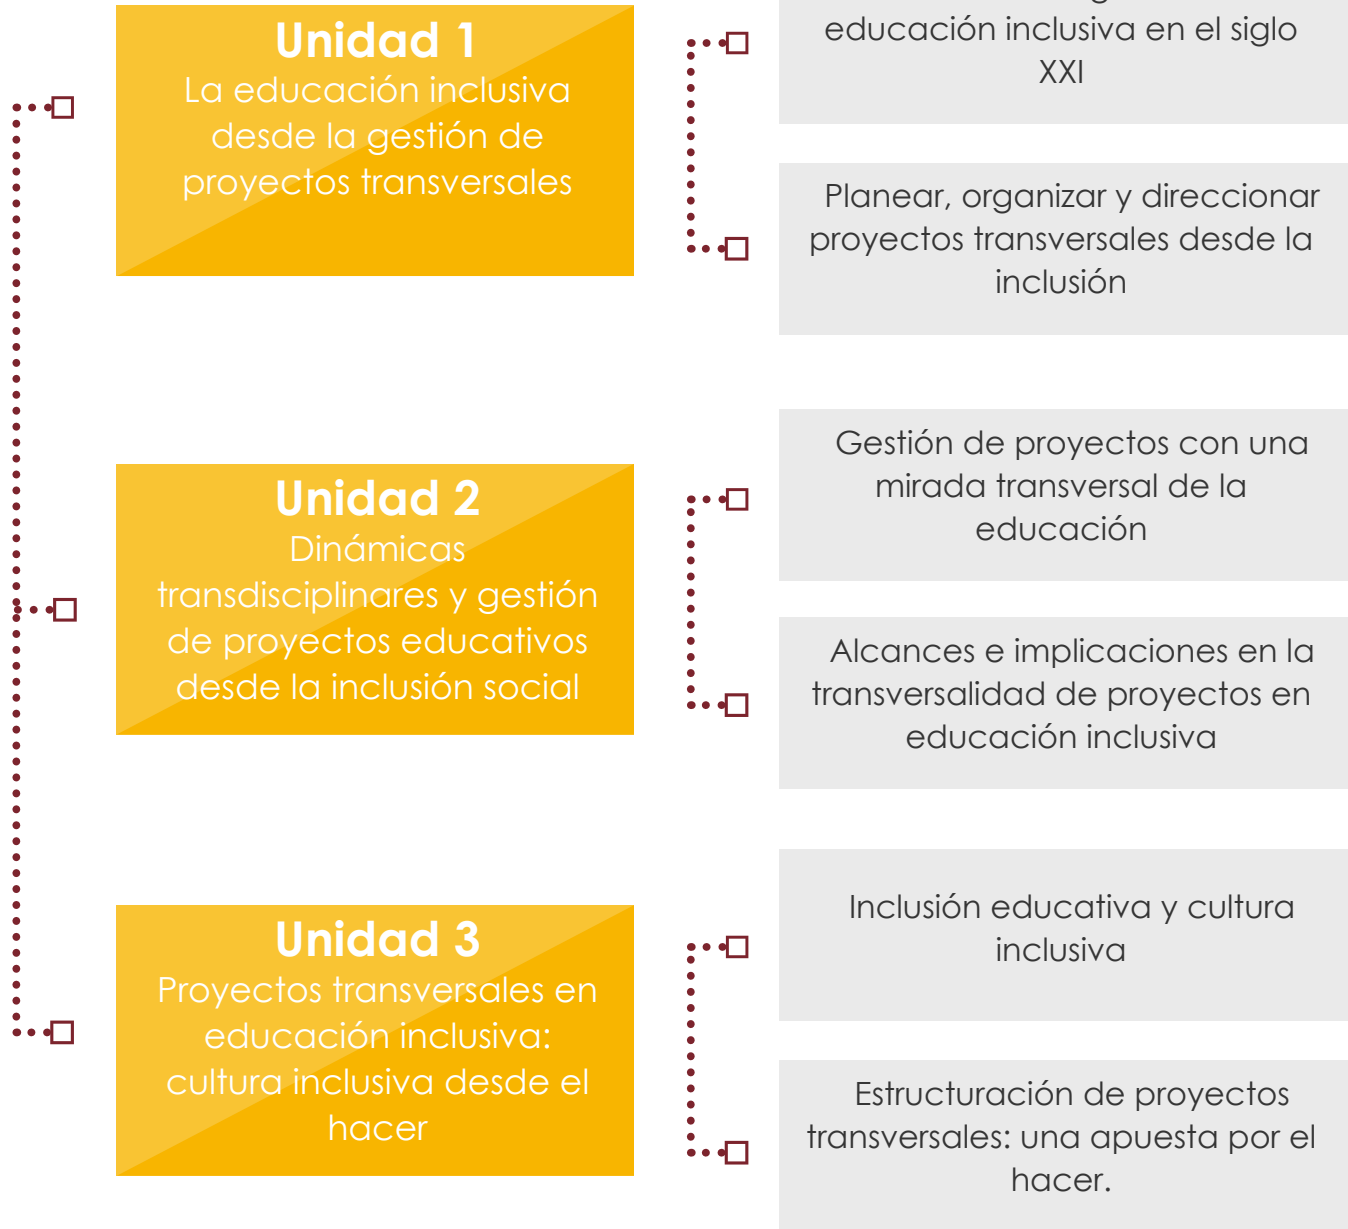 Unidad 1
La educación inclusiva
desde la gestión de
proyectos transversales
educación inclusiva en el siglo
XXI
Planear, organizar y direccionar
proyectos transversales desde la
inclusión
Unidad 2
Dinámicas
transdisciplinares y gestión
de proyectos educativos
desde la inclusión social
Gestión de proyectos con una
mirada transversal de la
educación
Alcances e implicaciones en la
transversalidad de proyectos en
educación inclusiva
Unidad 3
Proyectos transversales en
educación inclusiva:
cultura inclusiva desde el
hacer
Inclusión educativa y cultura
inclusiva
Estructuración de proyectos
transversales: una apuesta por el
hacer.